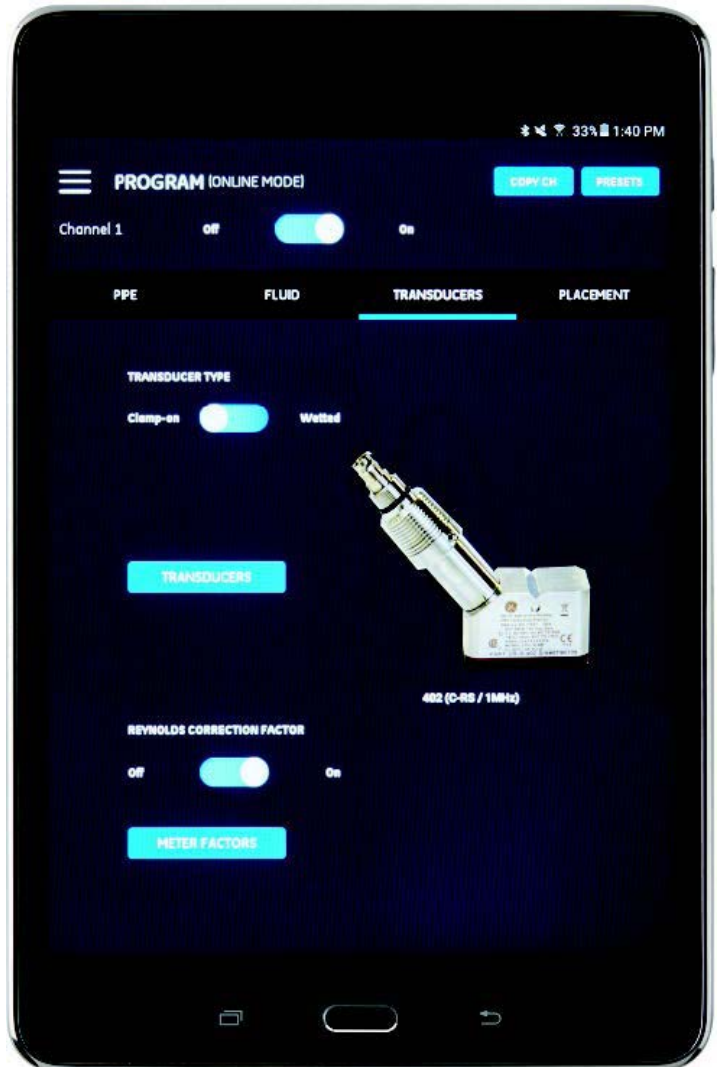 33% 1:40 PM
PROGRAM (ONLINE MODE)
COPY CH PRESETS
Channel 1 Off On
PIPE FLUID TRANSDUCERS PLACEMENT
TRANSDUCER TYPE
Clamp-on Wetted
TRANSDUCERS
CE
402 (C-RS / 1MHz)
REYNOLDS CORRECTION FACTOR
Off On
METER FACTORS